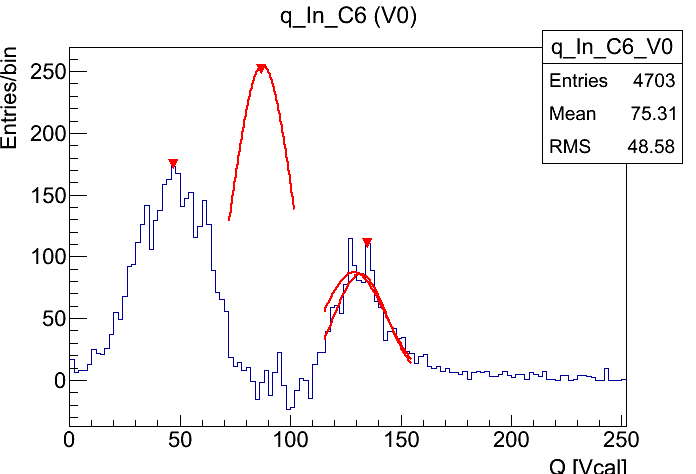 q_In_C6 (V0)
q_In_C6_V0
Entries 4703
Mean 75.31
RMS 48.58
Entries/bin
250
200
150
100
50
0
0 50 100 150 200 250
Q [Vcal]